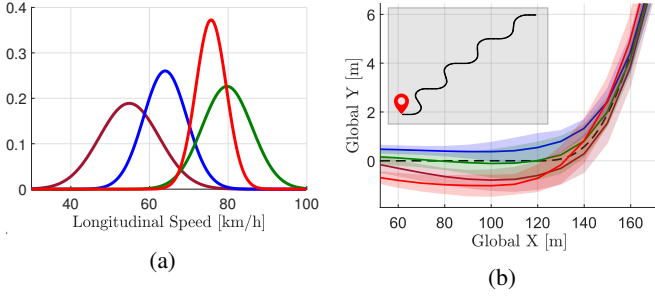 0.4
0.3
0.2
0.1
0
40 60 80 100
Longitudinal Speed [km/h]
(a)
6
4
2
0
Global Y [m]
60 80 100 120 140 160
Global X [m]
(b)